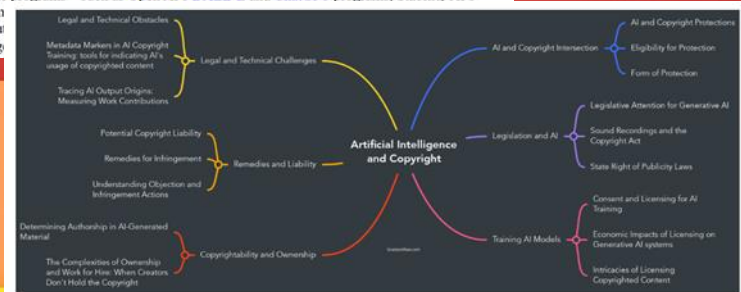 Artificial Intelligence
and Copyright
Legal and Technical Challenges
Legal and Technical Obstacles
Metadata Markers in AI Copyright
Training: tools for indicating AI's
usage of copyrighted content
Tracing AI Output Origins:
Measuring Work Contributions
Remedies and Liability
Potential Copyright Liability
Remedies for Infringement
Understanding Objection and
Infringement Actions
Copyrightability and Ownership
Determining Authorship in AI-Generated
Material
The Complexities of Ownership
and Work for Hire: When Creators
Don't Hold the Copyright
AI and Copyright Intersection
AI and Copyright Protections
Eligibility for Protection
Form of Protection
Legislation and AI
Legislative Attention for Generative AI
Sound Recordings and the
Copyright Act
State Right of Publicity Laws
Training AI Models
Consent and Licensing for AI
Training
Economic Impacts of Licensing on
Generative AI systems
Intricacies of Licensing
Copyrighted Content